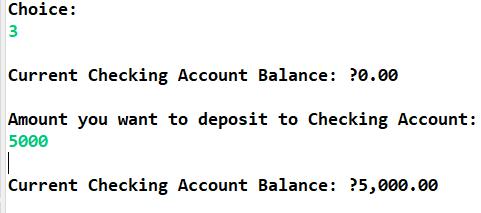 Choice:
3
Current Checking Account Balance: ?0.00
Amount you want to deposit to Checking Account:
5000
Current Checking Account Balance: ?5,000.00